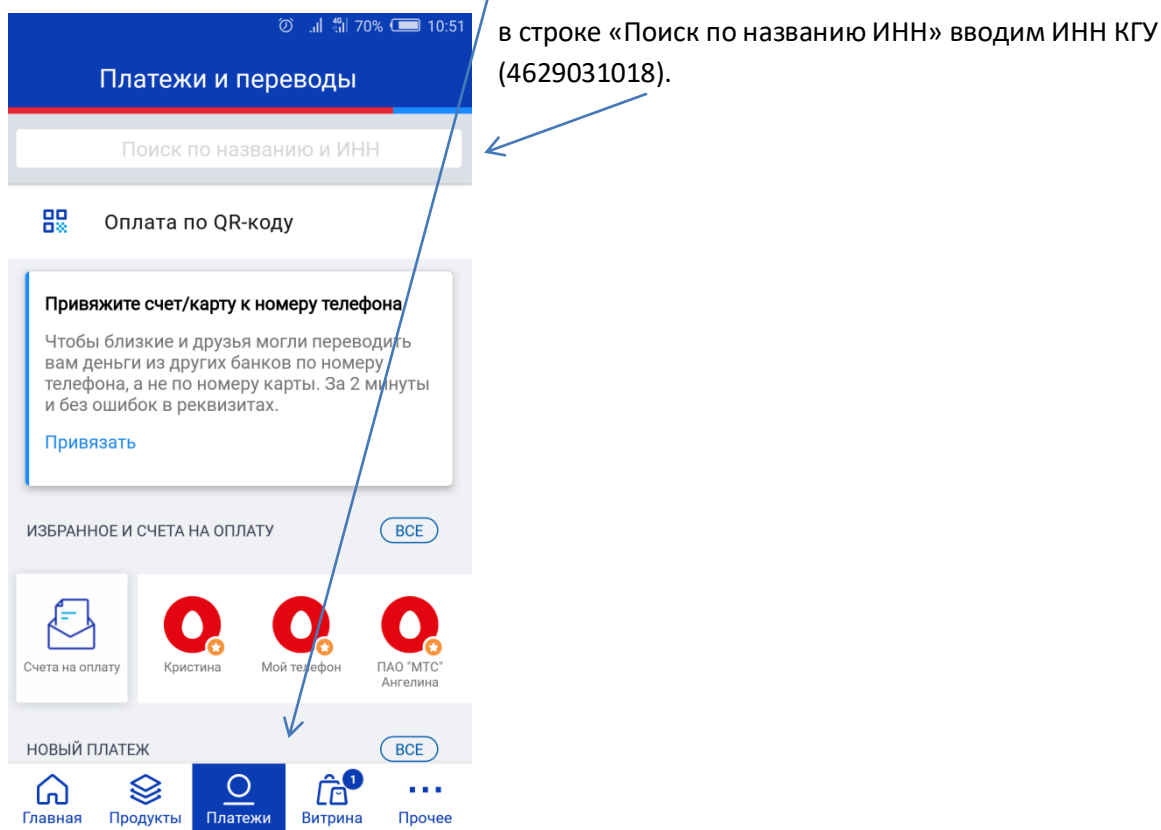 70% 10:51
Платежи и переводы
Поиск по названию и ИНН
в строке «Поиск по названию ИНН» вводим ИНН КГУ
(4629031018).
Оплата по QR-коду
Привяжите счет/карту к номеру телефона
Чтобы близкие и друзья могли переводить
вам деньги из других банков по номеру
телефона, а не по номеру карты. За 2 минуты
и без ошибок в реквизитах.
Привязать
ИЗБРАННОЕ И СЧЕТА НА ОПЛАТУ ВСЕ
Счета на оплату Кристина Мой телефон ПАО "МТС"
Ангелина
НОВЫЙ ПЛАТЕЖ ВСЕ
1
Главная Продукты Платежи Витрина Прочее